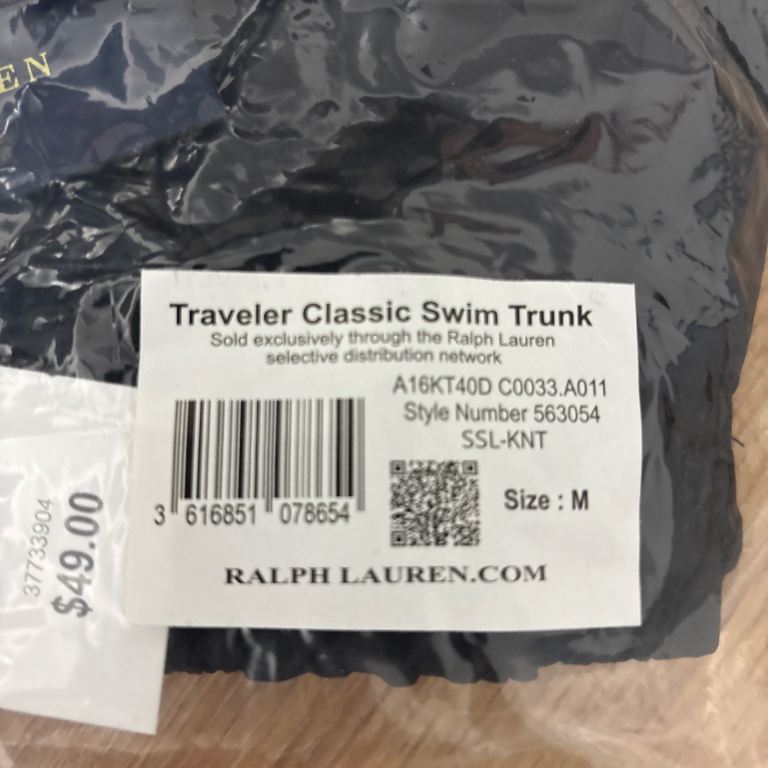 EN
Traveler Classic Swim Trunk
Sold exclusively through the Ralph Lauren
selective distribution network
A16KT40D C0033.A011
Style Number 563054
SSL-KNT
Size : M
3 616851 078654
RALPH LAUREN.COM
37733904
$49.00